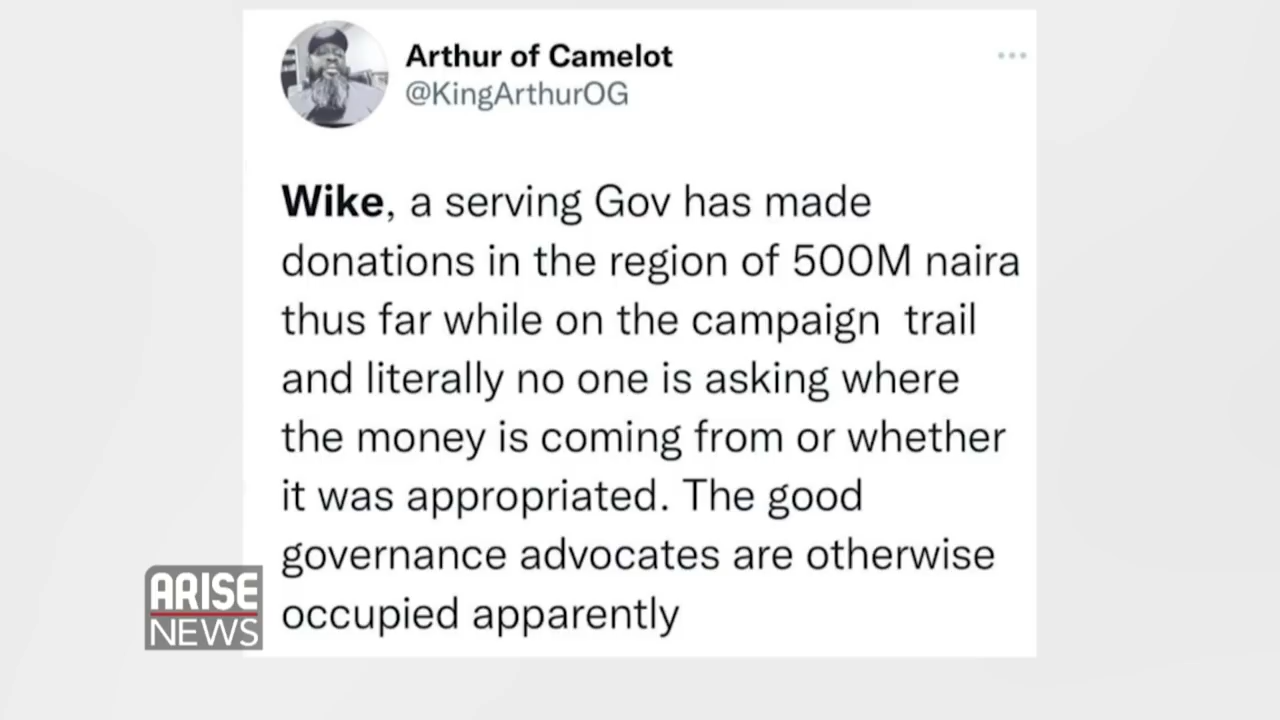 Arthur of Camelot
@KingArthurOG
Wike, a serving Gov has made
donations in the region of 500M naira
thus far while on the campaign  trail
and literally no one is asking where
the money is coming from or whether
it was appropriated. The good
governance advocates are otherwise
occupied apparently
ARISE
NEWS